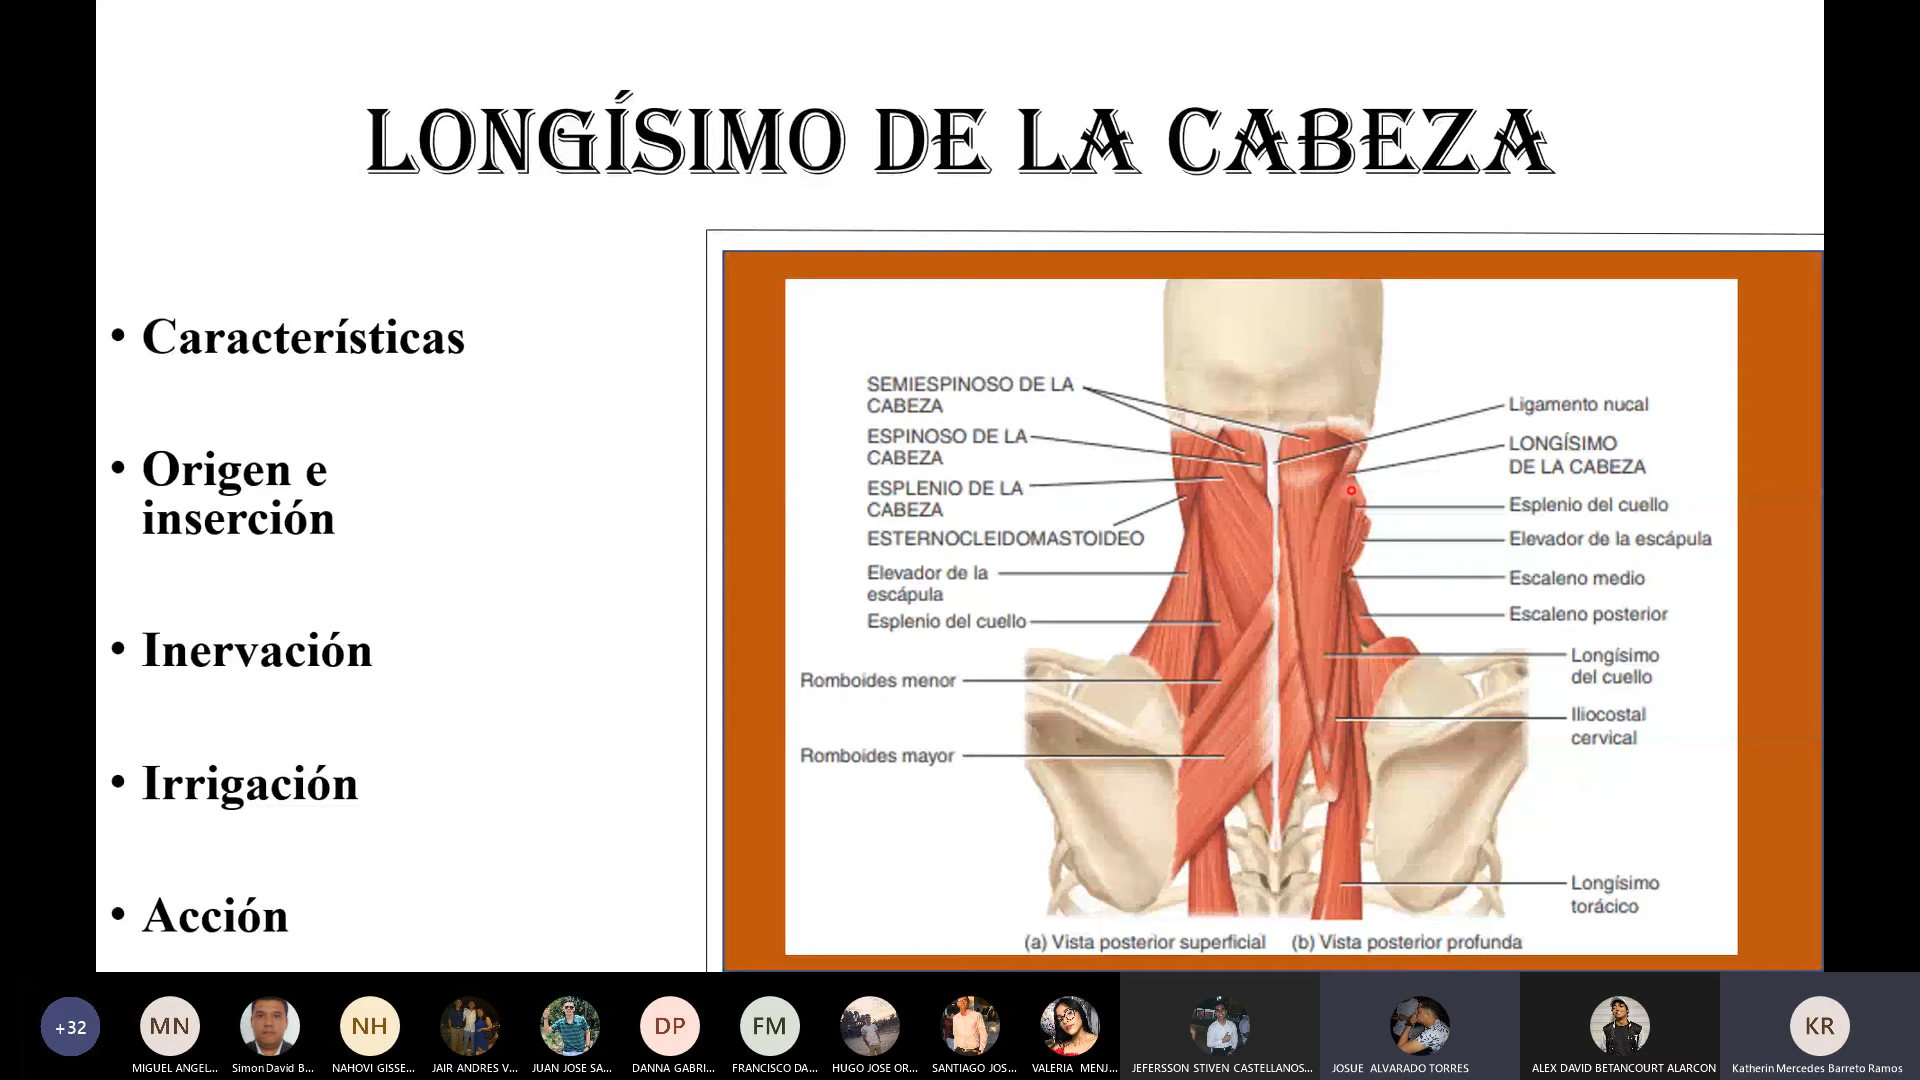 LONGÍSIMO DE LA CABEZA
• Características
• Origen e
inserción
• Inervación
• Irrigación
• Acción
SEMIESPINOSO DE LA
CABEZA
ESPINOSO DE LA
CABEZA
ESPLENIO DE LA
CABEZA
ESTERNOCLEIDOMASTOIDEO
Elevador de la
escápula
Esplenio del cuello
Romboides menor
Romboides mayor
Ligamento nucal
LONGÍSIMO
DE LA CABEZA
Esplenio del cuello
Elevador de la escápula
Escaleno medio
Escaleno posterior
Longísimo
del cuello
Iliocostal
cervical
Longísimo
torácico
(a) Vista posterior superficial
(b) Vista posterior profunda
+32
MN
NH
DP
FM
KR
MIGUEL ANGEL...
Simon David B...
NAHOVI GISSE...
JAIR ANDRES V...
JUAN JOSE SA...
DANNA GABRI...
FRANCISCO DA...
HUGO JOSE OR...
SANTIAGO JOS...
VALERIA MENJ...
JEFERSSON STIVEN CASTELLANOS...
JOSUE ALVARADO TORRES
ALEX DAVID BETANCOURT ALARCON
Katherin Mercedes Barreto Ramos